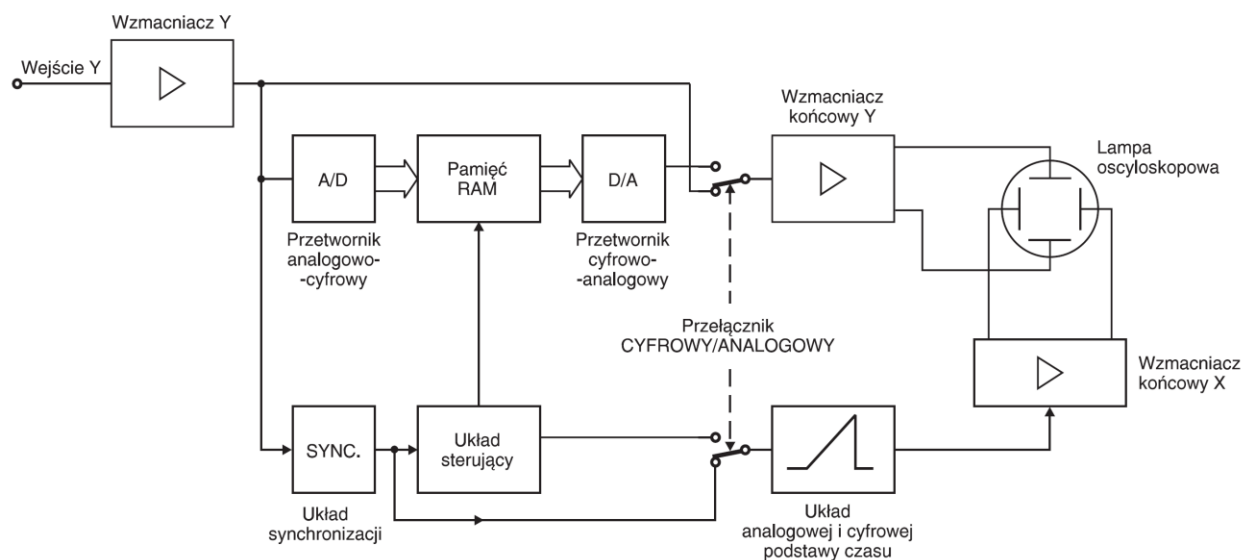 Wzmacniacz Y
Wejście Y
Wzmacniacz
końcowy Y
Lampa
oscyloskopowa
A/D
Pamięć
RAM
D/A
Przetwornik
analogowo-
-cyfrowy
Przetwornik
cyfrowo-
-analogowy
Przełącznik
CYFROWY/ANALOGOWY
Wzmacniacz
końcowy X
SYNC.
Układ
sterujący
Układ
synchronizacji
Układ
analogowej i cyfrowej
podstawy czasu